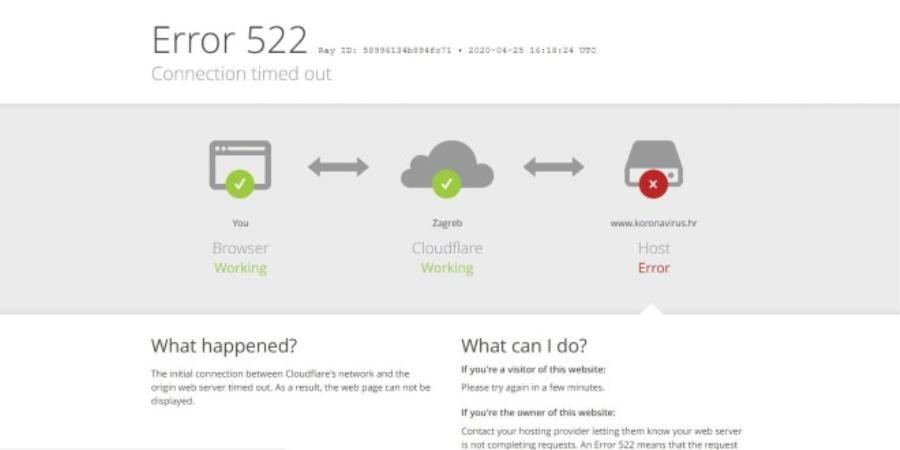 Error 522 Ray ID: 58996134b894fc71 • 2020-04-25 16:18:24 UTC
Connection timed out
You
Browser
Working
Zagreb
Cloudflare
Working
www.koronavirus.hr
Host
Error
What happened?
The initial connection between Cloudflare's network and the
origin web server timed out. As a result, the web page can not be
displayed.
What can I do?
If you're a visitor of this website:
Please try again in a few minutes.
If you're the owner of this website:
Contact your hosting provider letting them know your web server
is not completing requests. An Error 522 means that the request